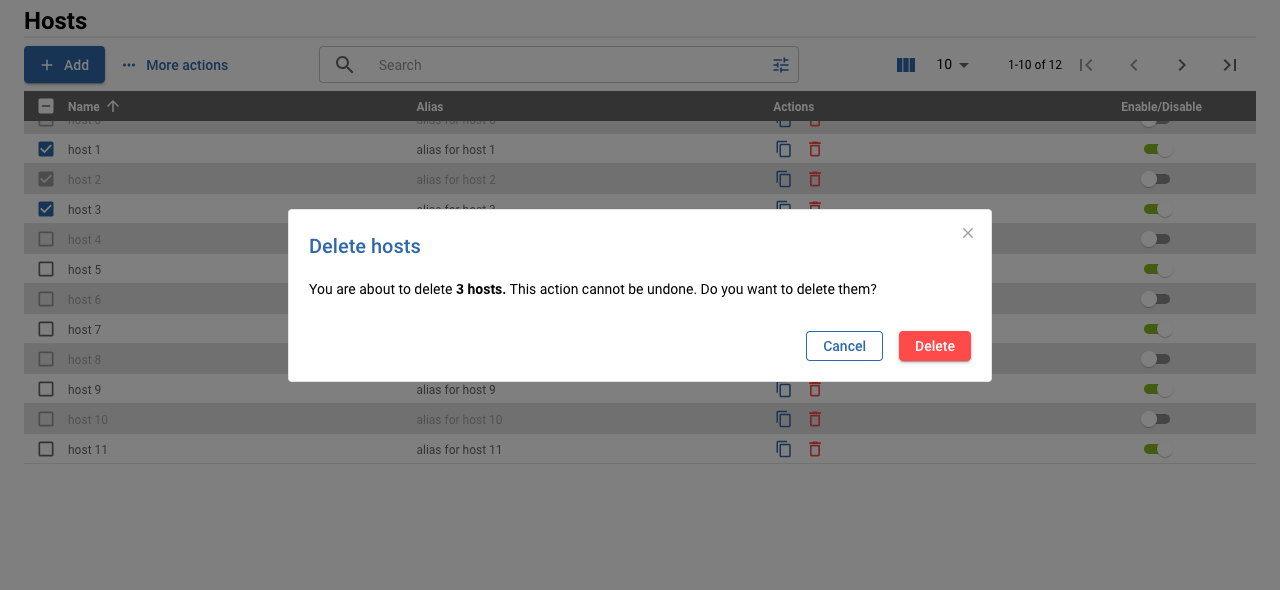 Hosts
Add
More actions
Search
10
1-10 of 12
Name Alias Actions Enable/Disable
host 1 alias for host 1
host 2 alias for host 2
host 3 alias for host 3
host 4
host 5
host 6
host 7
host 8
host 9 alias for host 9
host 10 alias for host 10
host 11 alias for host 11
Delete hosts
You are about to delete 3 hosts. This action cannot be undone. Do you want to delete them?
Cancel
Delete